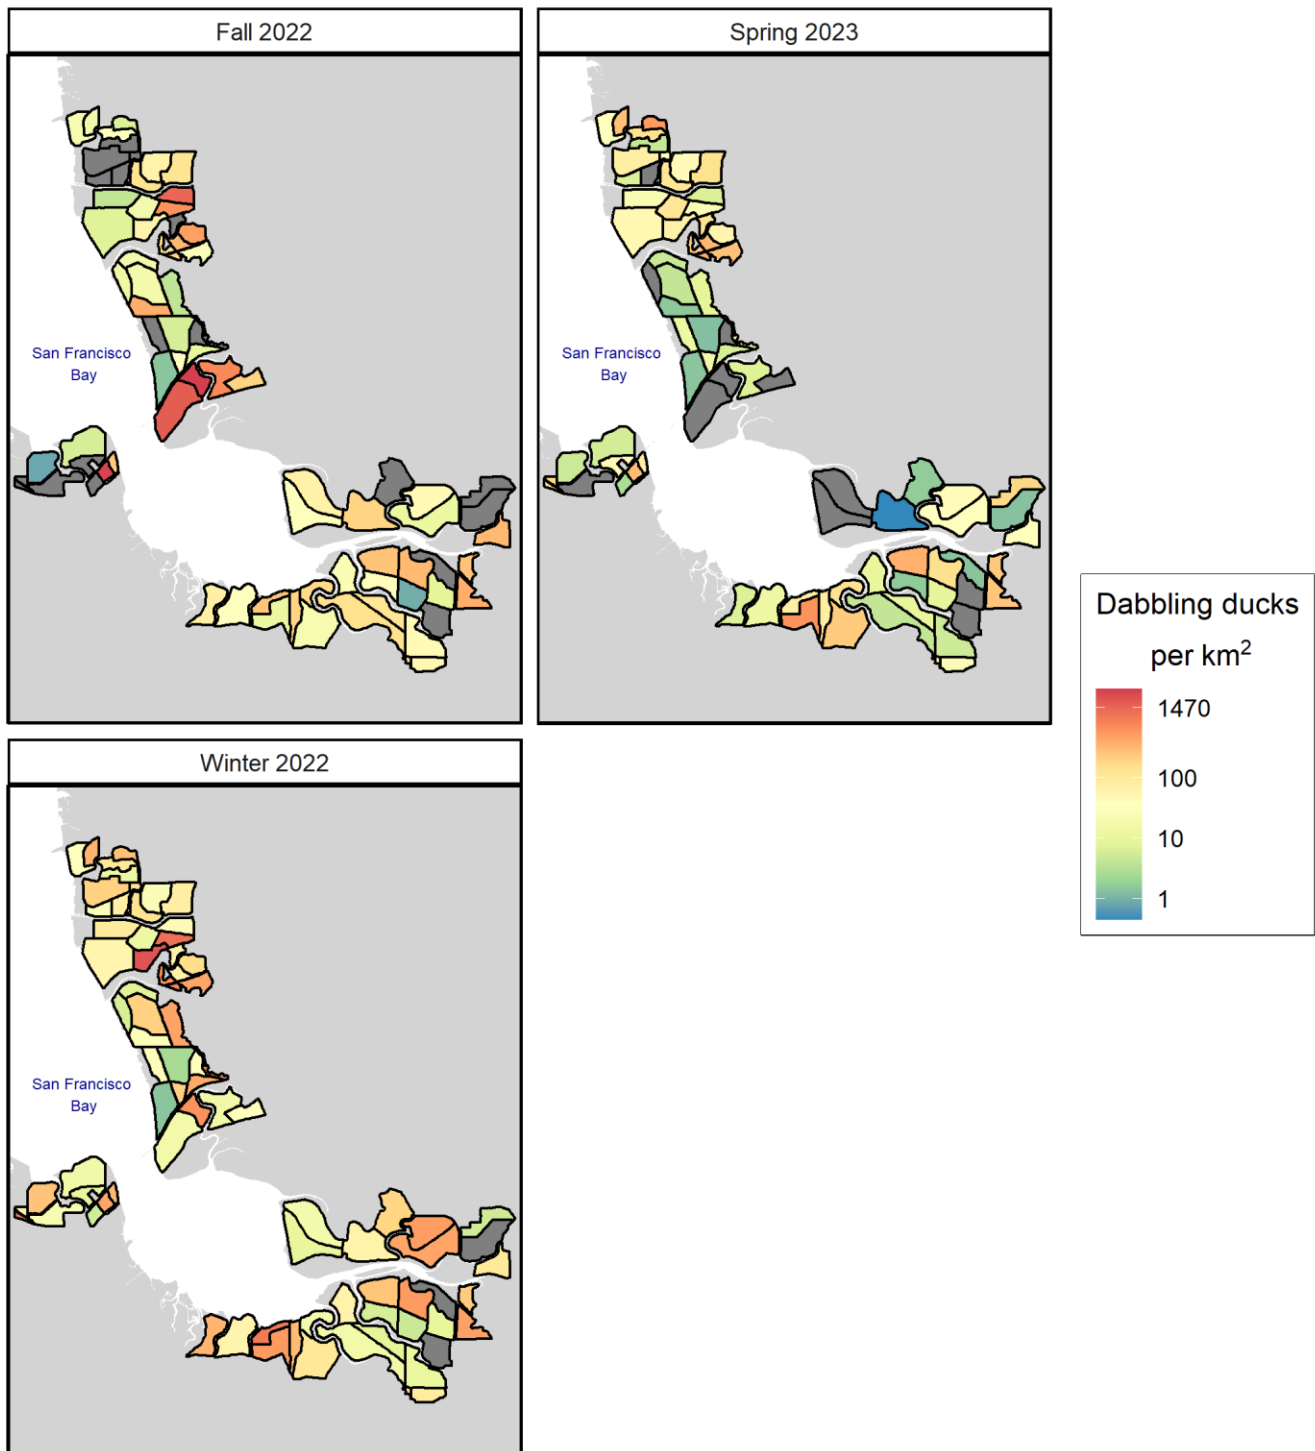 Fall 2022
Spring 2023
San Francisco
Bay
San Francisco
Bay
Dabbling ducks
per km²
1470
100
10
1
Winter 2022
San Francisco
Bay